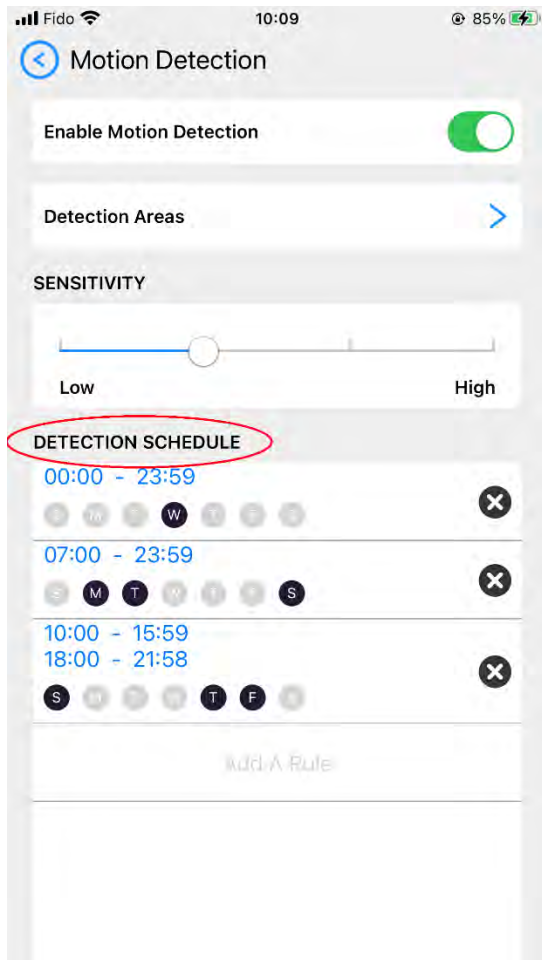 Fido 10:09 85%
Motion Detection
Enable Motion Detection
Detection Areas
SENSITIVITY
Low High
DETECTION SCHEDULE
00:00 - 23:59
S M T W T F S
07:00 - 23:59
S M T W T F S
10:00 - 15:59
18:00 - 21:58
S M T W T F S
Add A Rule